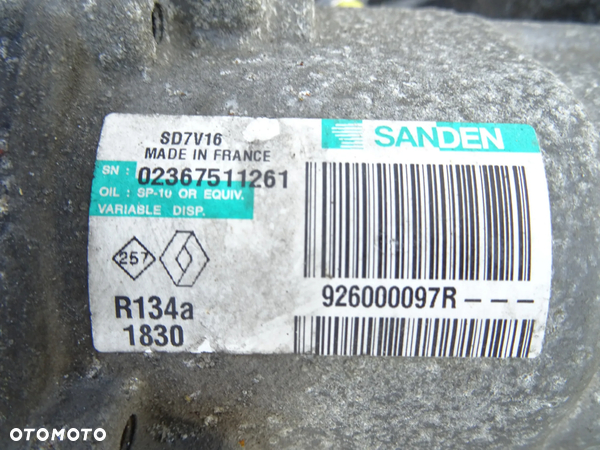 SD7V16
MADE IN FRANCE
SN : 02367511261
OIL : SP-10 OR EQUIV.
VARIABLE DISP.
257
R134a
1830
SANDEN
926000097R---
OTOMOTO